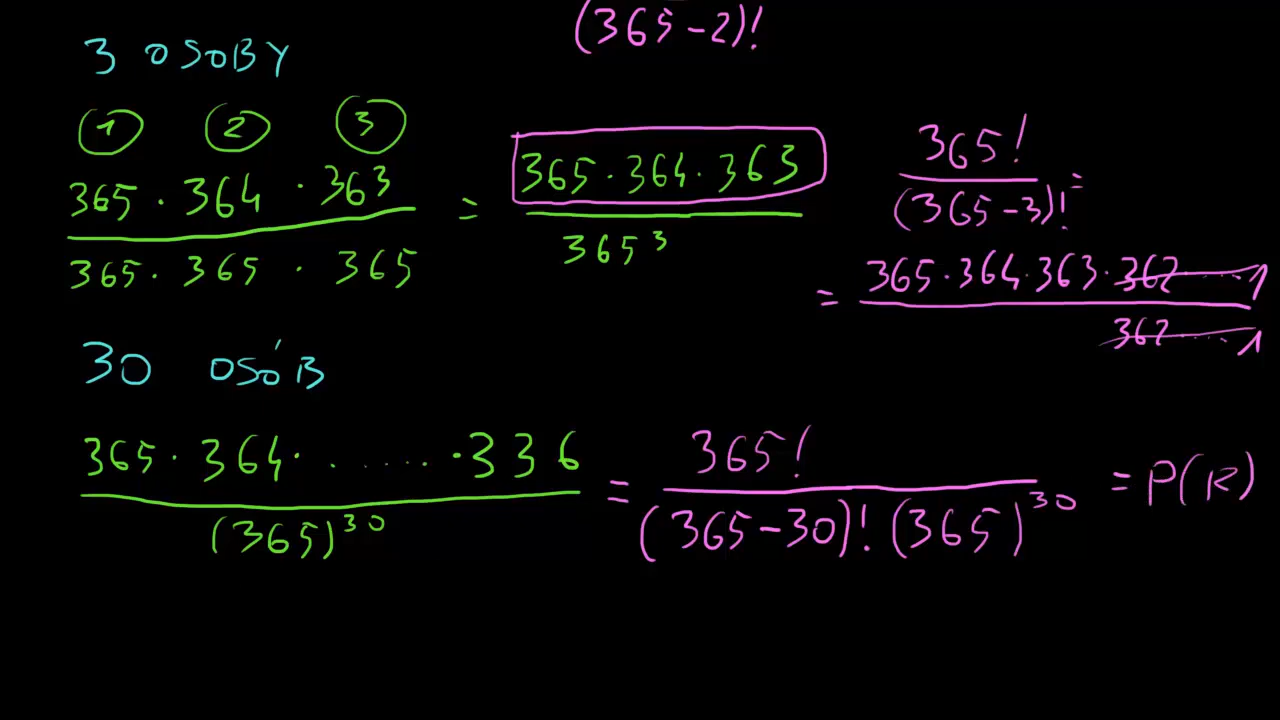 (365-2)!
3 OSOBY
1 2 3
365 · 364 · 363 = 365 · 364 · 363
365 · 365 · 365
365³
365!
(365-3)! =
= 365 · 364 · 363 · 362 ... 1
362 ... 1
30 OSÓB
365 · 364 · ...... · 336 = 365! = P(R)
(365)³⁰
(365-30)! (365)³⁰